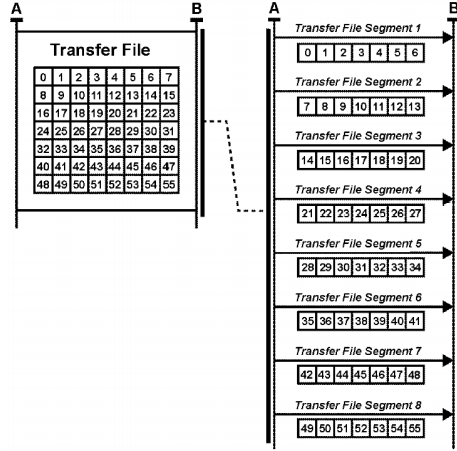 A B
Transfer File
0 1 2 3 4 5 6 7
8 9 10 11 12 13 14 15
16 17 18 19 20 21 22 23
24 25 26 27 28 29 30 31
32 33 34 35 36 37 38 39
40 41 42 43 44 45 46 47
48 49 50 51 52 53 54 55
A B
Transfer File Segment 1
0 1 2 3 4 5 6
Transfer File Segment 2
7 8 9 10 11 12 13
Transfer File Segment 3
14 15 16 17 18 19 20
Transfer File Segment 4
21 22 23 24 25 26 27
Transfer File Segment 5
28 29 30 31 32 33 34
Transfer File Segment 6
35 36 37 38 39 40 41
Transfer File Segment 7
42 43 44 45 46 47 48
Transfer File Segment 8
49 50 51 52 53 54 55